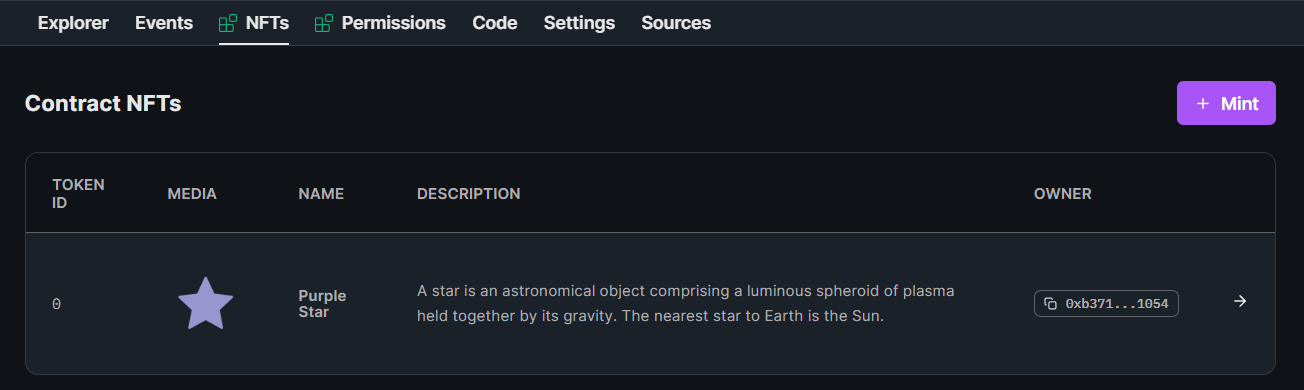 Explorer Events NFTs Permissions Code Settings Sources
Contract NFTs
+ Mint
TOKEN
ID
MEDIA
NAME
DESCRIPTION
OWNER
0
Purple
Star
A star is an astronomical object comprising a luminous spheroid of plasma
held together by its gravity. The nearest star to Earth is the Sun.
0xb371...1054